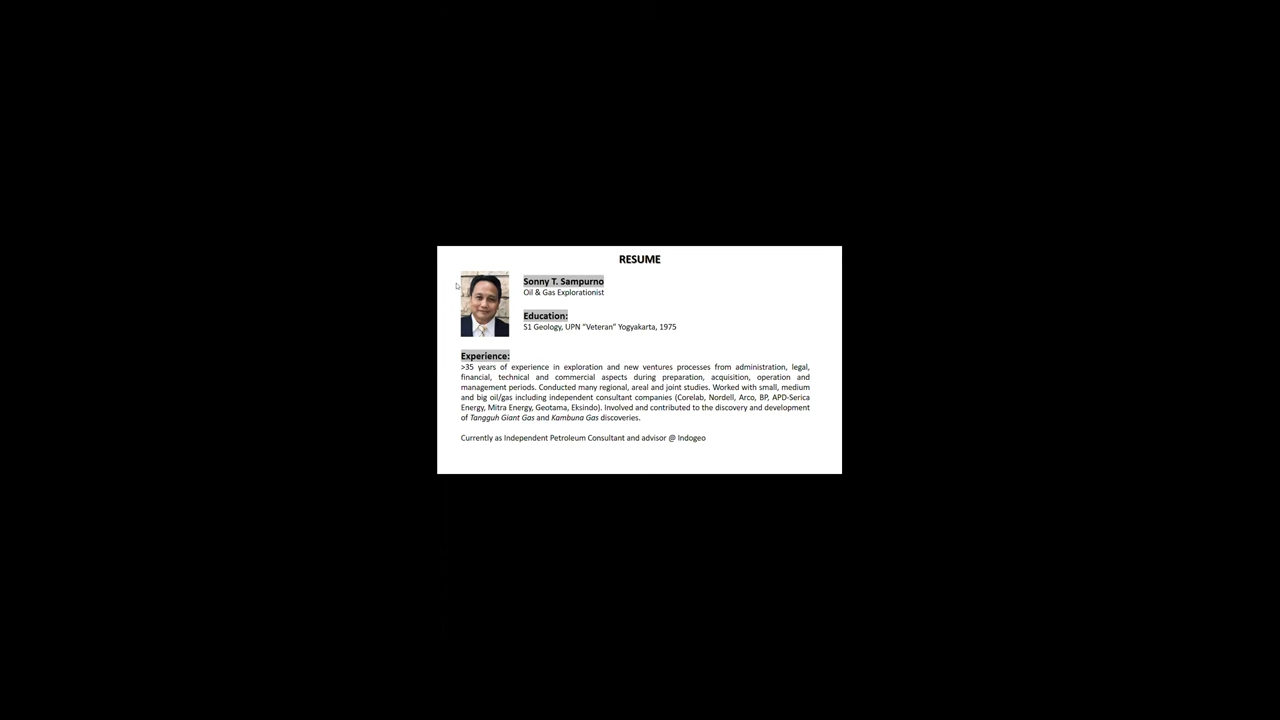 RESUME
Sonny T. Sampurno
Oil & Gas Explorationist
Education:
S1 Geology, UPN "Veteran" Yogyakarta, 1975
Experience:
>35 years of experience in exploration and new ventures processes from administration, legal,
financial, technical and commercial aspects during preparation, acquisition, operation and
management periods. Conducted many regional, areal and joint studies. Worked with small, medium
and big oil/gas including independent consultant companies (Corelab, Nordell, Arco, BP, APD-Serica
Energy, Mitra Energy, Geotama, Eksindo). Involved and contributed to the discovery and development
of Tangguh Giant Gas and Kambuna Gas discoveries.
Currently as Independent Petroleum Consultant and advisor @ Indogeo